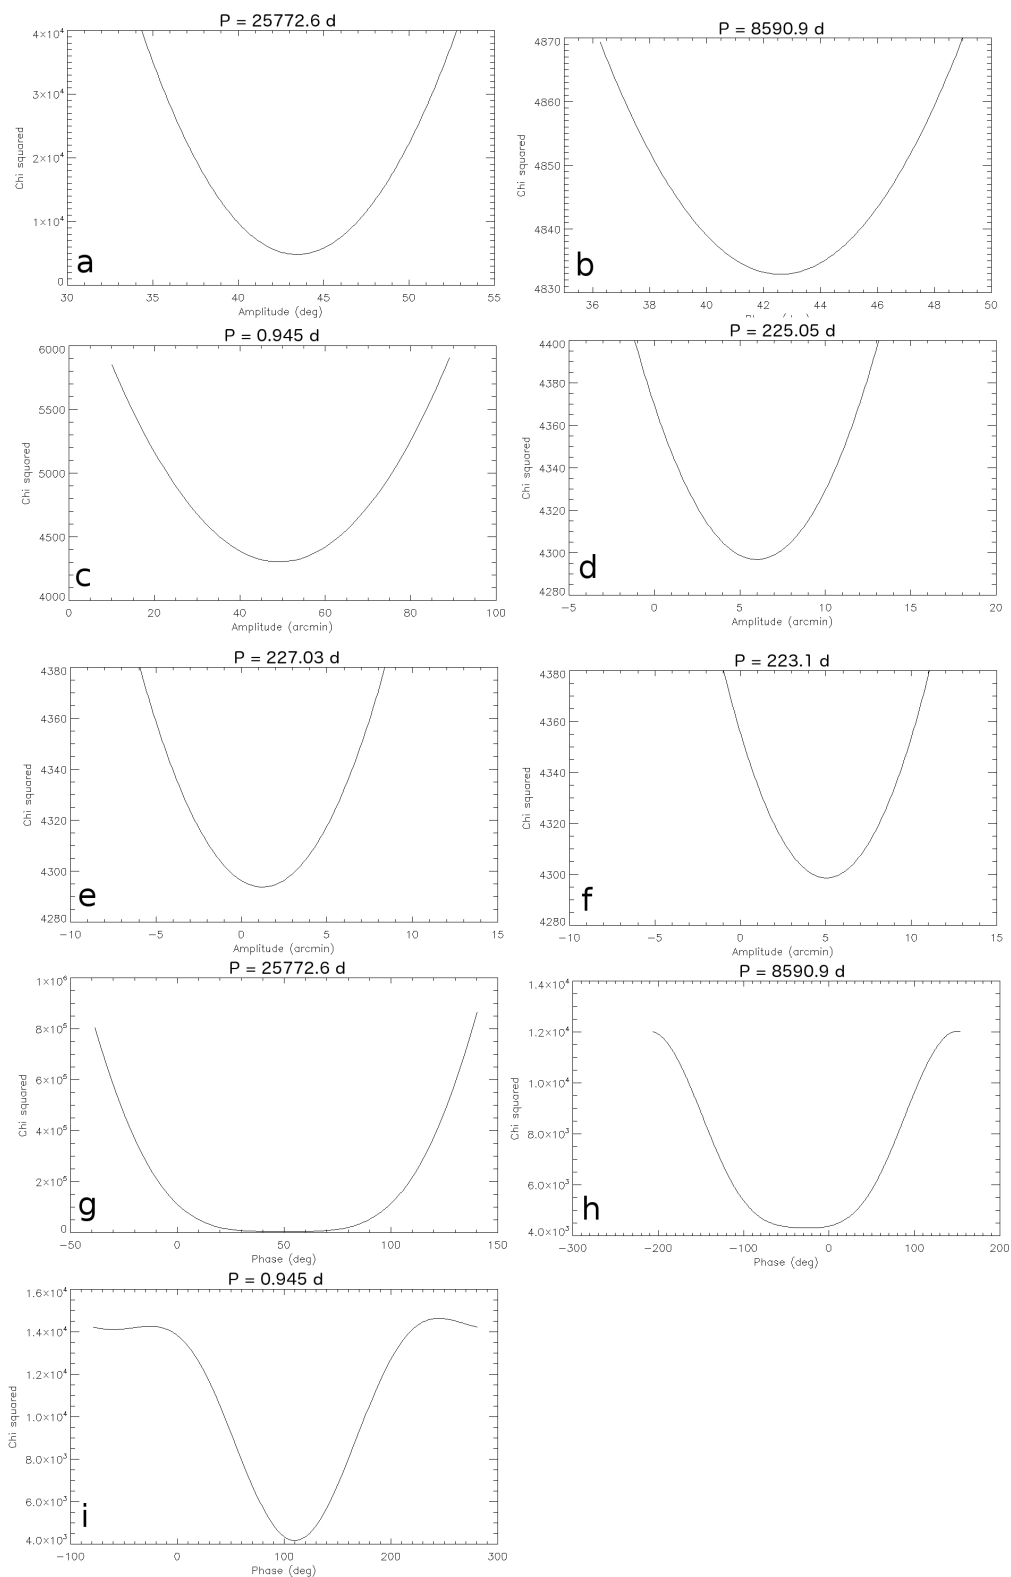 P = 25772.6 d
4×10⁴
3×10⁴
2×10⁴
1×10⁴
0
Chi squared
a
30 35 40 45 50 55
Amplitude (deg)
P = 8590.9 d
4870
4860
4850
4840
4830
Chi squared
b
36 38 40 42 44 46 48 50
P = 0.945 d
6000
5500
5000
4500
4000
Chi squared
c
0 20 40 60 80 100
Amplitude (arcmin)
P = 225.05 d
4400
4380
4360
4340
4320
4300
4280
Chi squared
d
−5 0 5 10 15 20
Amplitude (arcmin)
P = 227.03 d
4380
4360
4340
4320
4300
4280
Chi squared
e
−10 −5 0 5 10 15
Amplitude (arcmin)
P = 223.1 d
4380
4360
4340
4320
4300
4280
Chi squared
f
−10 −5 0 5 10 15
Amplitude (arcmin)
P = 25772.6 d
1×10⁶
8×10⁵
6×10⁵
4×10⁵
2×10⁵
0
Chi squared
g
−50 0 50 100 150
Phase (deg)
P = 8590.9 d
1.4×10⁴
1.2×10⁴
1.0×10⁴
8.0×10³
6.0×10³
4.0×10³
Chi squared
h
−300 −200 −100 0 100 200
Phase (deg)
P = 0.945 d
1.6×10⁴
1.4×10⁴
1.2×10⁴
1.0×10⁴
8.0×10³
6.0×10³
4.0×10³
Chi squared
i
−100 0 100 200 300
Phase (deg)